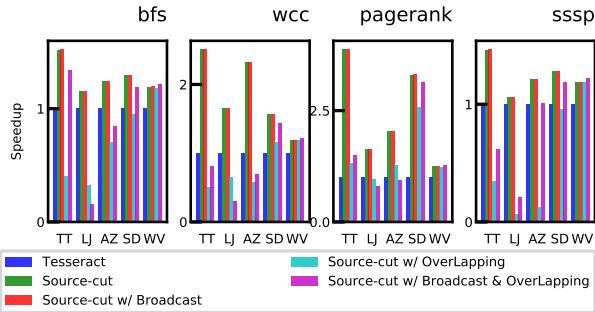 bfs wcc pagerank sssp
Speedup
1
0
2
0
2.5
0.0
1
0
TT LJ AZ SD WV TT LJ AZ SD WV TT LJ AZ SD WV TT LJ AZ SD WV
Tesseract
Source-cut
Source-cut w/ Broadcast
Source-cut w/ OverLapping
Source-cut w/ Broadcast & OverLapping